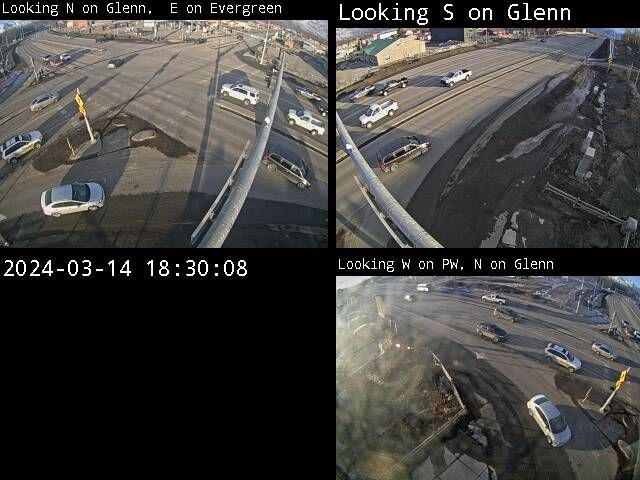 Looking N on Glenn, E on Evergreen
Looking S on Glenn
2024-03-14 18:30:08
Looking W on PW, N on Glenn